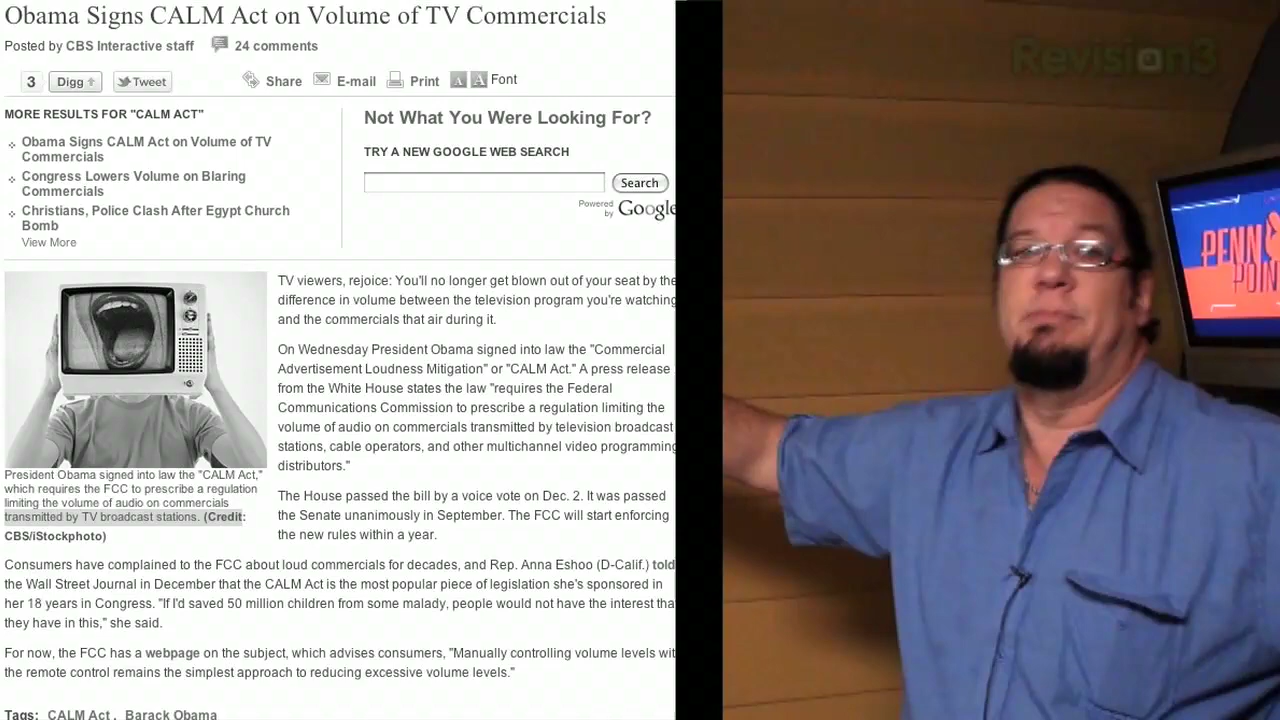 Obama Signs CALM Act on Volume of TV Commercials
Posted by CBS Interactive staff 24 comments
3 Digg Tweet Share E-mail Print A A Font
MORE RESULTS FOR "CALM ACT"
Obama Signs CALM Act on Volume of TV
Commercials
Congress Lowers Volume on Blaring
Commercials
Christians, Police Clash After Egypt Church
Bomb
View More
Not What You Were Looking For?
TRY A NEW GOOGLE WEB SEARCH
Search
Powered
by Google
President Obama signed into law the "CALM Act,"
which requires the FCC to prescribe a regulation
limiting the volume of audio on commercials
transmitted by TV broadcast stations. (Credit:
CBS/iStockphoto)
TV viewers, rejoice: You'll no longer get blown out of your seat by the
difference in volume between the television program you're watching
and the commercials that air during it.
On Wednesday President Obama signed into law the "Commercial
Advertisement Loudness Mitigation" or "CALM Act." A press release
from the White House states the law "requires the Federal
Communications Commission to prescribe a regulation limiting the
volume of audio on commercials transmitted by television broadcast
stations, cable operators, and other multichannel video programming
distributors."
The House passed the bill by a voice vote on Dec. 2. It was passed
the Senate unanimously in September. The FCC will start enforcing
the new rules within a year.
Consumers have complained to the FCC about loud commercials for decades, and Rep. Anna Eshoo (D-Calif.) told
the Wall Street Journal in December that the CALM Act is the most popular piece of legislation she's sponsored in
her 18 years in Congress. "If I'd saved 50 million children from some malady, people would not have the interest tha
they have in this," she said.
For now, the FCC has a webpage on the subject, which advises consumers, "Manually controlling volume levels wit
the remote control remains the simplest approach to reducing excessive volume levels."
Tags: CALM Act , Barack Obama
Revision3
PENN
POIN